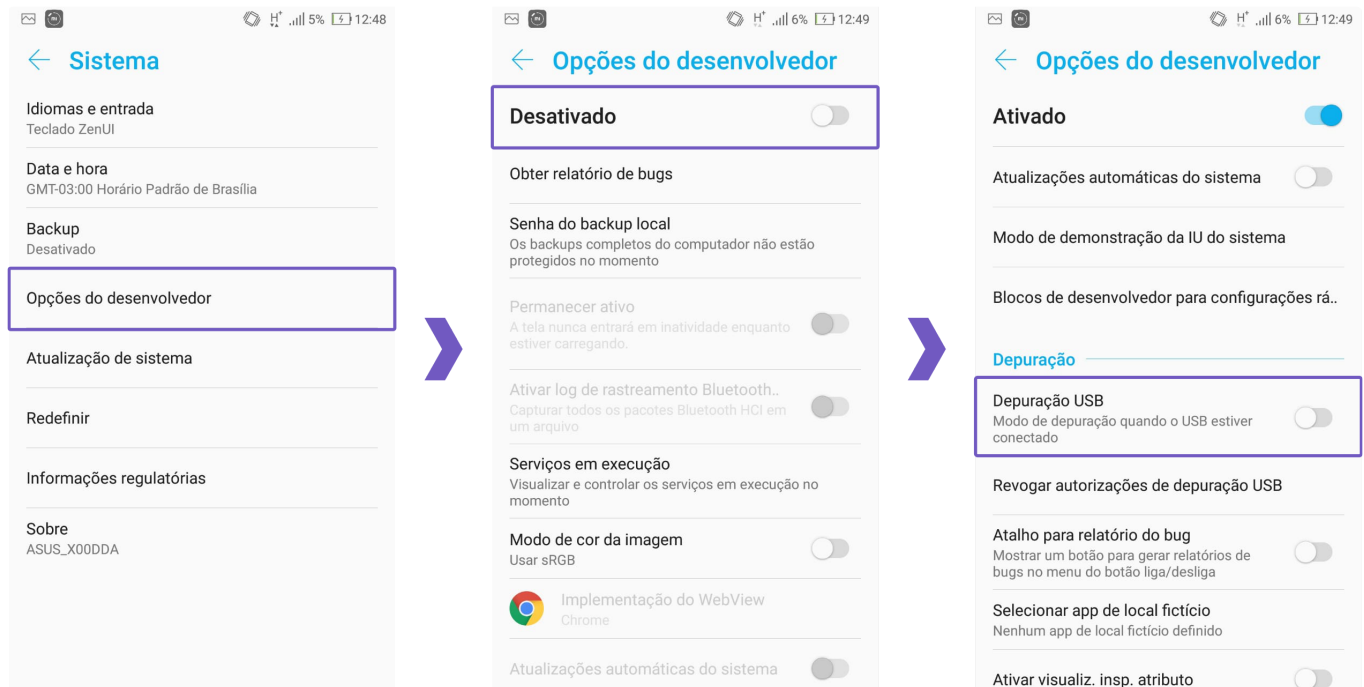 H+ 5% 12:48
Sistema
Idiomas e entrada
Teclado ZenUI
Data e hora
GMT-03:00 Horário Padrão de Brasília
Backup
Desativado
Opções do desenvolvedor
Atualização de sistema
Redefinir
Informações regulatórias
Sobre
ASUS_X00DDA
H+ 6% 12:49
Opções do desenvolvedor
Desativado
Obter relatório de bugs
Senha do backup local
Os backups completos do computador não estão
protegidos no momento
Permanecer ativo
A tela nunca entrará em inatividade enquanto
estiver carregando.
Ativar log de rastreamento Bluetooth..
Capturar todos os pacotes Bluetooth HCI em
um arquivo
Serviços em execução
Visualizar e controlar os serviços em execução no
momento
Modo de cor da imagem
Usar sRGB
Implementação do WebView
Chrome
Atualizações automáticas do sistema
H+ 6% 12:49
Opções do desenvolvedor
Ativado
Atualizações automáticas do sistema
Modo de demonstração da IU do sistema
Blocos de desenvolvedor para configurações rá..
Depuração
Depuração USB
Modo de depuração quando o USB estiver
conectado
Revogar autorizações de depuração USB
Atalho para relatório do bug
Mostrar um botão para gerar relatórios de
bugs no menu do botão liga/desliga
Selecionar app de local fictício
Nenhum app de local fictício definido
Ativar visualiz. insp. atributo